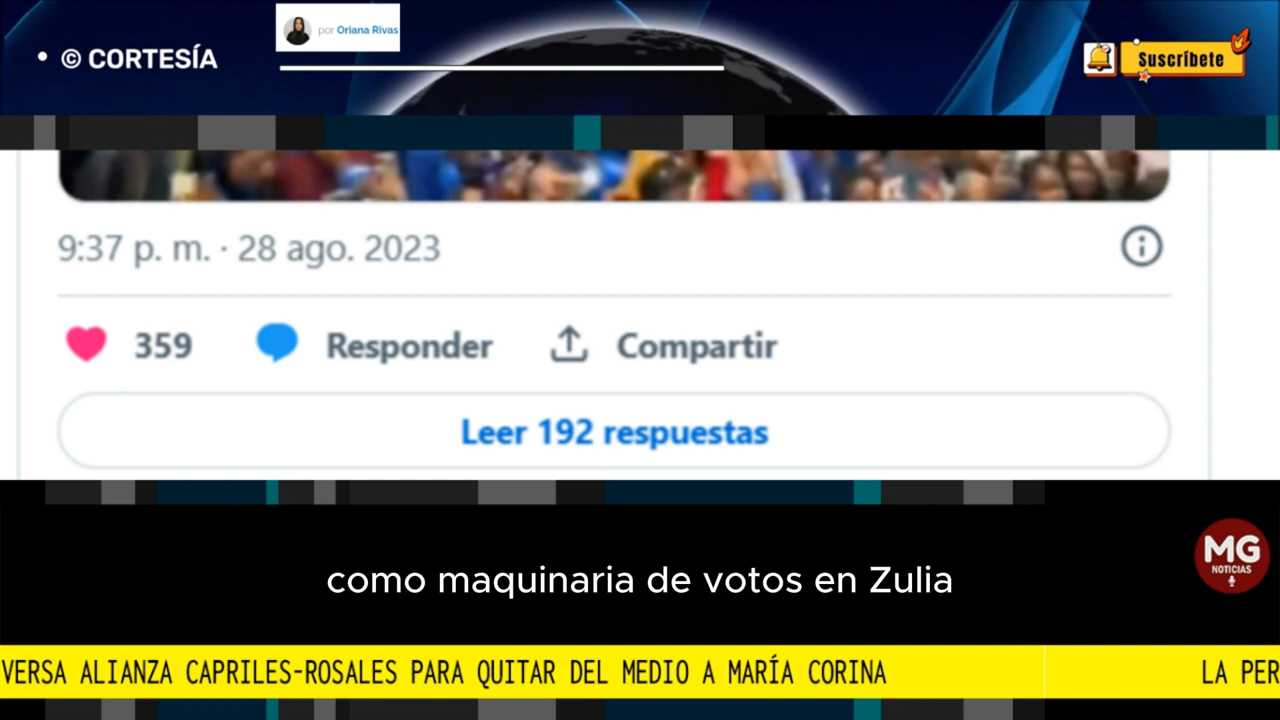 © CORTESÍA
por Oriana Rivas
Suscríbete
9:37 p. m. · 28 ago. 2023
359
Responder
Compartir
Leer 192 respuestas
MG
NOTICIAS
como maquinaria de votos en Zulia
VERSA ALIANZA CAPRILES-ROSALES PARA QUITAR DEL MEDIO A MARÍA CORINA
LA PER